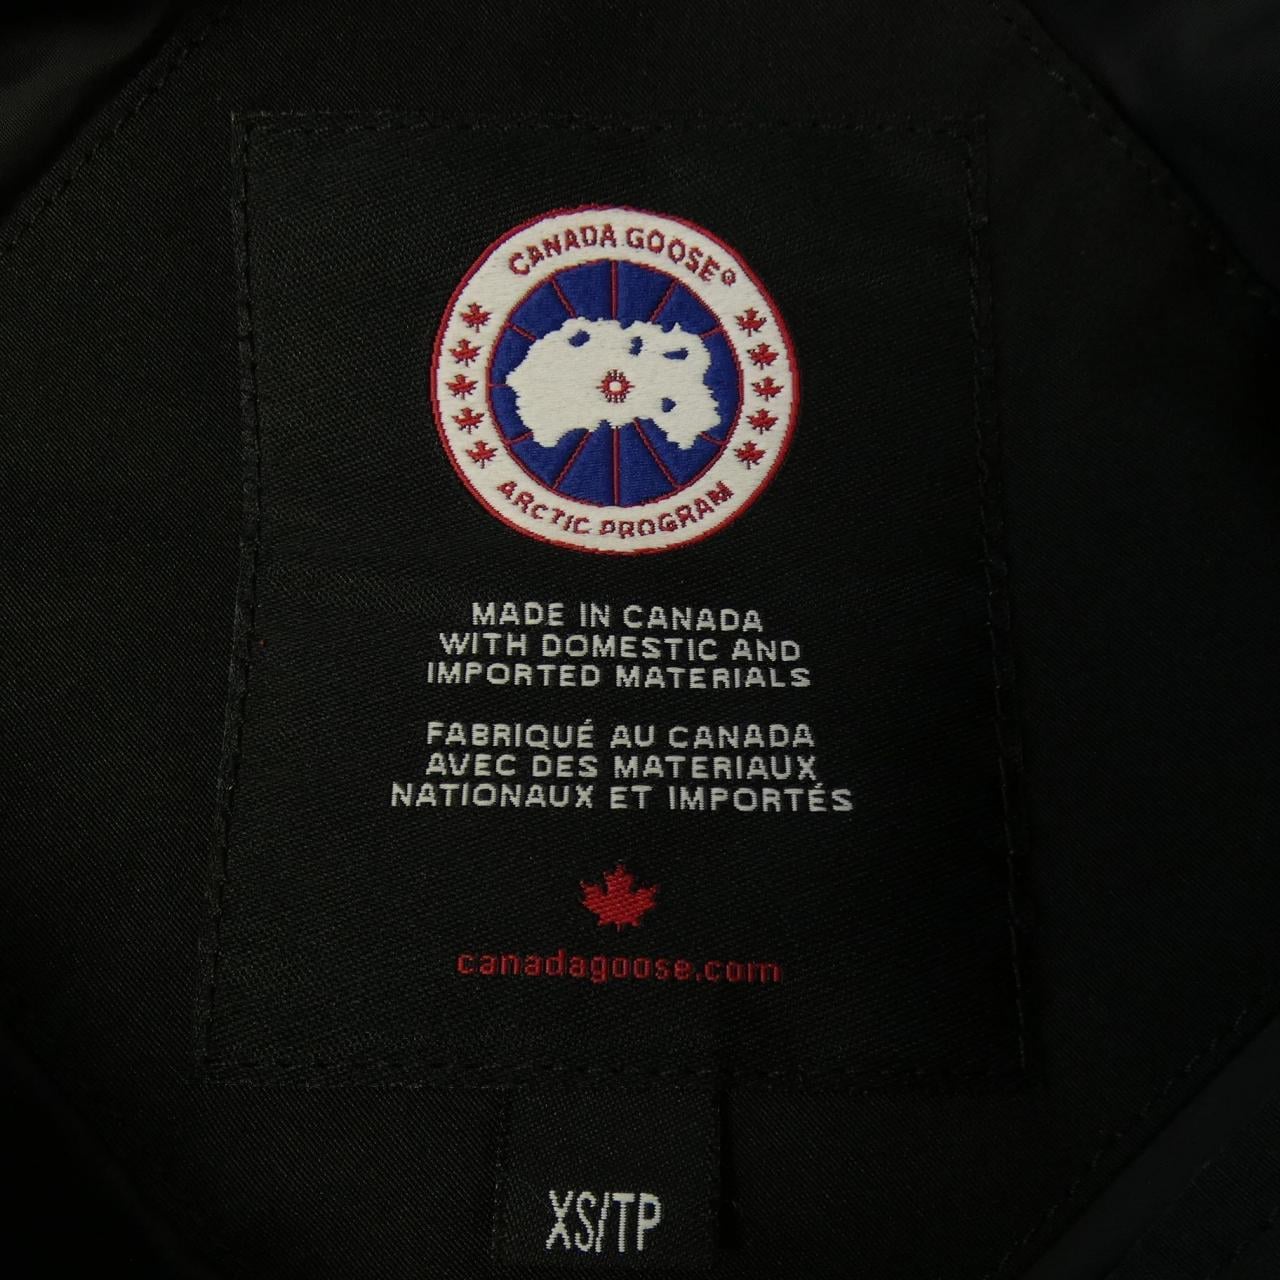 CANADA GOOSE®
ARCTIC PROGRAM
MADE IN CANADA
WITH DOMESTIC AND
IMPORTED MATERIALS
FABRIQUÉ AU CANADA
AVEC DES MATERIAUX
NATIONAUX ET IMPORTÉS
canadagoose.com
XS/TP